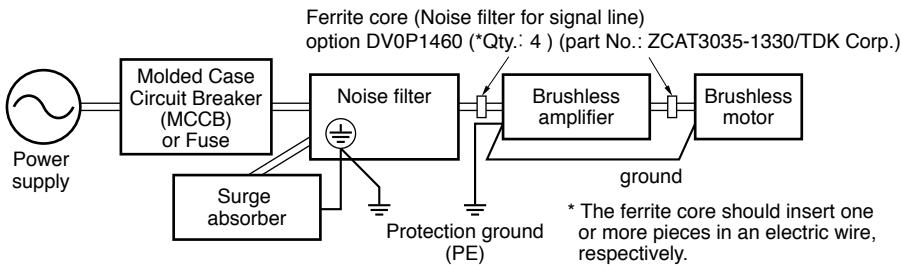 Ferrite core (Noise filter for signal line)
option DV0P1460 (*Qty.: 4 ) (part No.: ZCAT3035-1330/TDK Corp.)
Molded Case
Circuit Breaker
(MCCB)
or Fuse
Noise filter
Brushless
amplifier
Brushless
motor
Power
supply
Surge
absorber
Protection ground
(PE)
ground
* The ferrite core should insert one
or more pieces in an electric wire,
respectively.